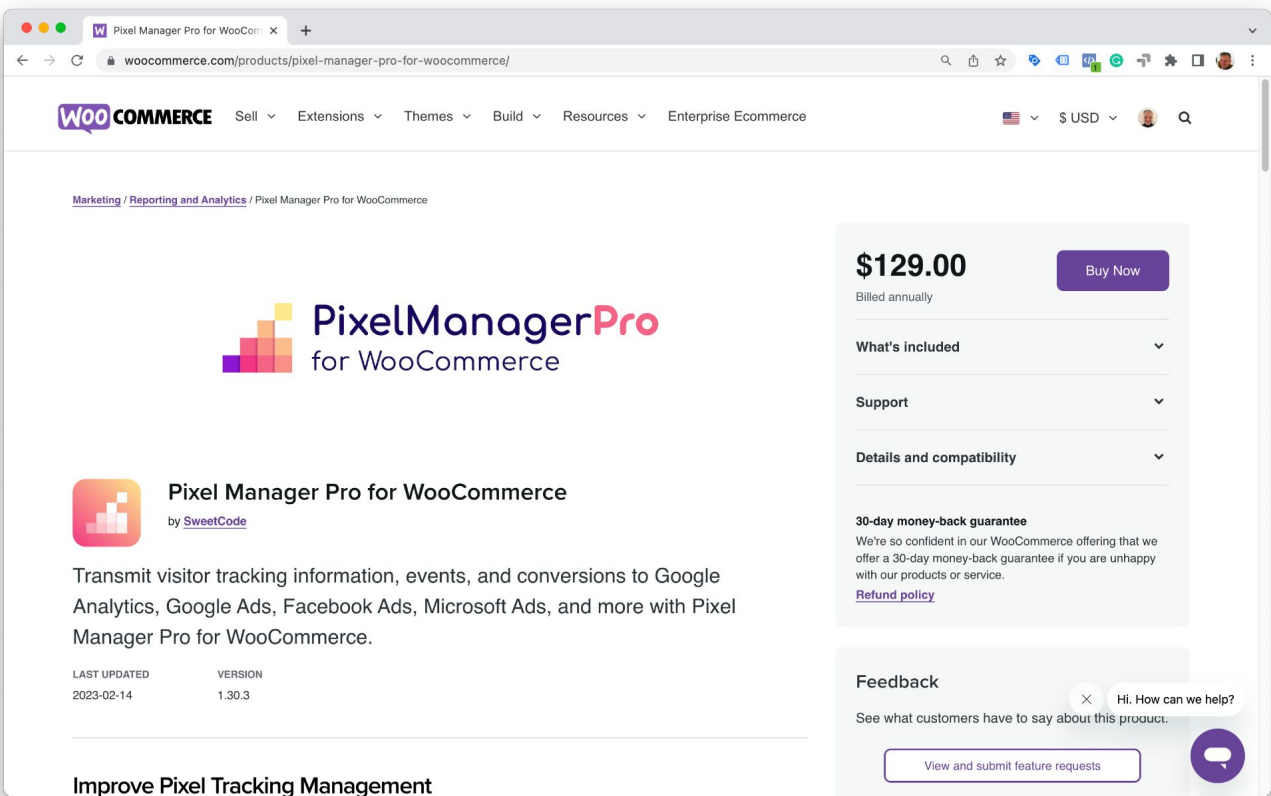 Pixel Manager Pro for WooCom
woocommerce.com/products/pixel-manager-pro-for-woocommerce/
1
WOO COMMERCE
Sell
Extensions
Themes
Build
Resources
Enterprise Ecommerce
$ USD
Marketing / Reporting and Analytics / Pixel Manager Pro for WooCommerce
PixelManagerPro
for WooCommerce
Pixel Manager Pro for WooCommerce
by SweetCode
Transmit visitor tracking information, events, and conversions to Google
Analytics, Google Ads, Facebook Ads, Microsoft Ads, and more with Pixel
Manager Pro for WooCommerce.
LAST UPDATED
2023-02-14
VERSION
1.30.3
Improve Pixel Tracking Management
$129.00
Billed annually
Buy Now
What's included
Support
Details and compatibility
30-day money-back guarantee
We're so confident in our WooCommerce offering that we
offer a 30-day money-back guarantee if you are unhappy
with our products or service.
Refund policy
Feedback
See what customers have to say about this product.
View and submit feature requests
Hi. How can we help?